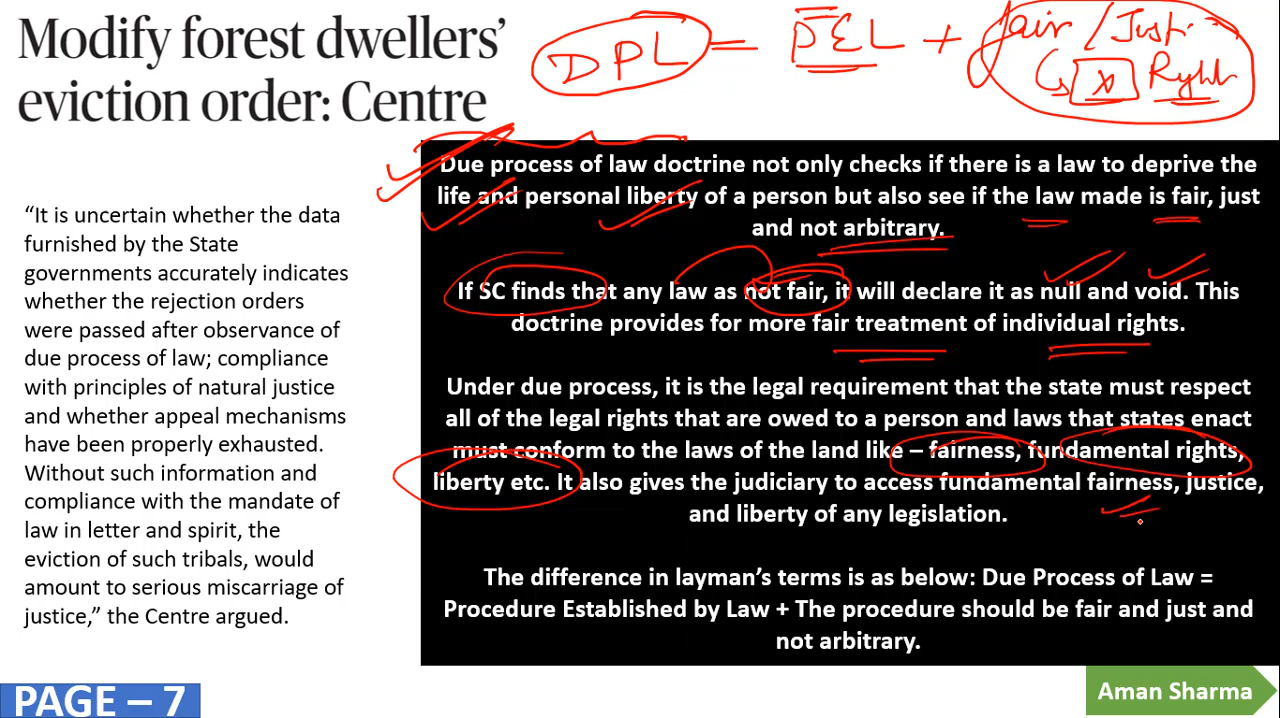 Modify forest dwellers’
eviction order: Centre
DPL = PEL + fair / Justi
x Right
“It is uncertain whether the data
furnished by the State
governments accurately indicates
whether the rejection orders
were passed after observance of
due process of law; compliance
with principles of natural justice
and whether appeal mechanisms
have been properly exhausted.
Without such information and
compliance with the mandate of
law in letter and spirit, the
eviction of such tribals, would
amount to serious miscarriage of
justice,” the Centre argued.
Due process of law doctrine not only checks if there is a law to deprive the
life and personal liberty of a person but also see if the law made is fair, just
and not arbitrary.
If SC finds that any law as not fair, it will declare it as null and void. This
doctrine provides for more fair treatment of individual rights.
Under due process, it is the legal requirement that the state must respect
all of the legal rights that are owed to a person and laws that states enact
must conform to the laws of the land like – fairness, fundamental rights,
liberty etc. It also gives the judiciary to access fundamental fairness, justice,
and liberty of any legislation.
The difference in layman’s terms is as below: Due Process of Law =
Procedure Established by Law + The procedure should be fair and just and
not arbitrary.
PAGE – 7
Aman Sharma